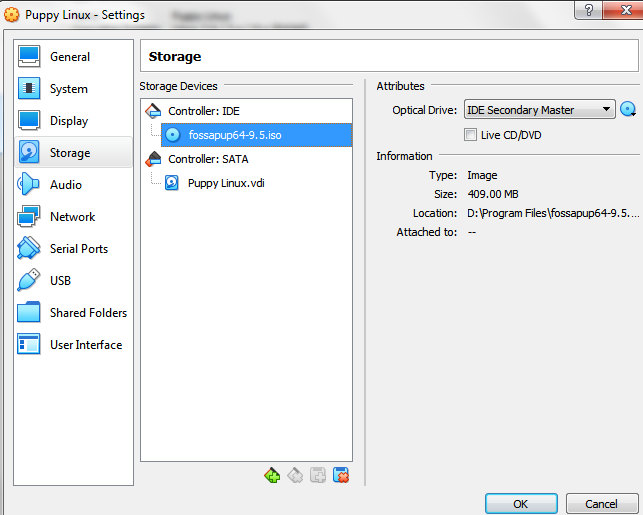 Puppy Linux - Settings
General
System
Display
Storage
Audio
Network
Serial Ports
USB
Shared Folders
User Interface
Storage
Storage Devices
Controller: IDE
fossapup64-9.5.iso
Controller: SATA
Puppy Linux.vdi
Attributes
Optical Drive: IDE Secondary Master
Live CD/DVD
Information
Type: Image
Size: 409.00 MB
Location: D:\Program Files\fossapup64-9.5....
Attached to: --
OK Cancel